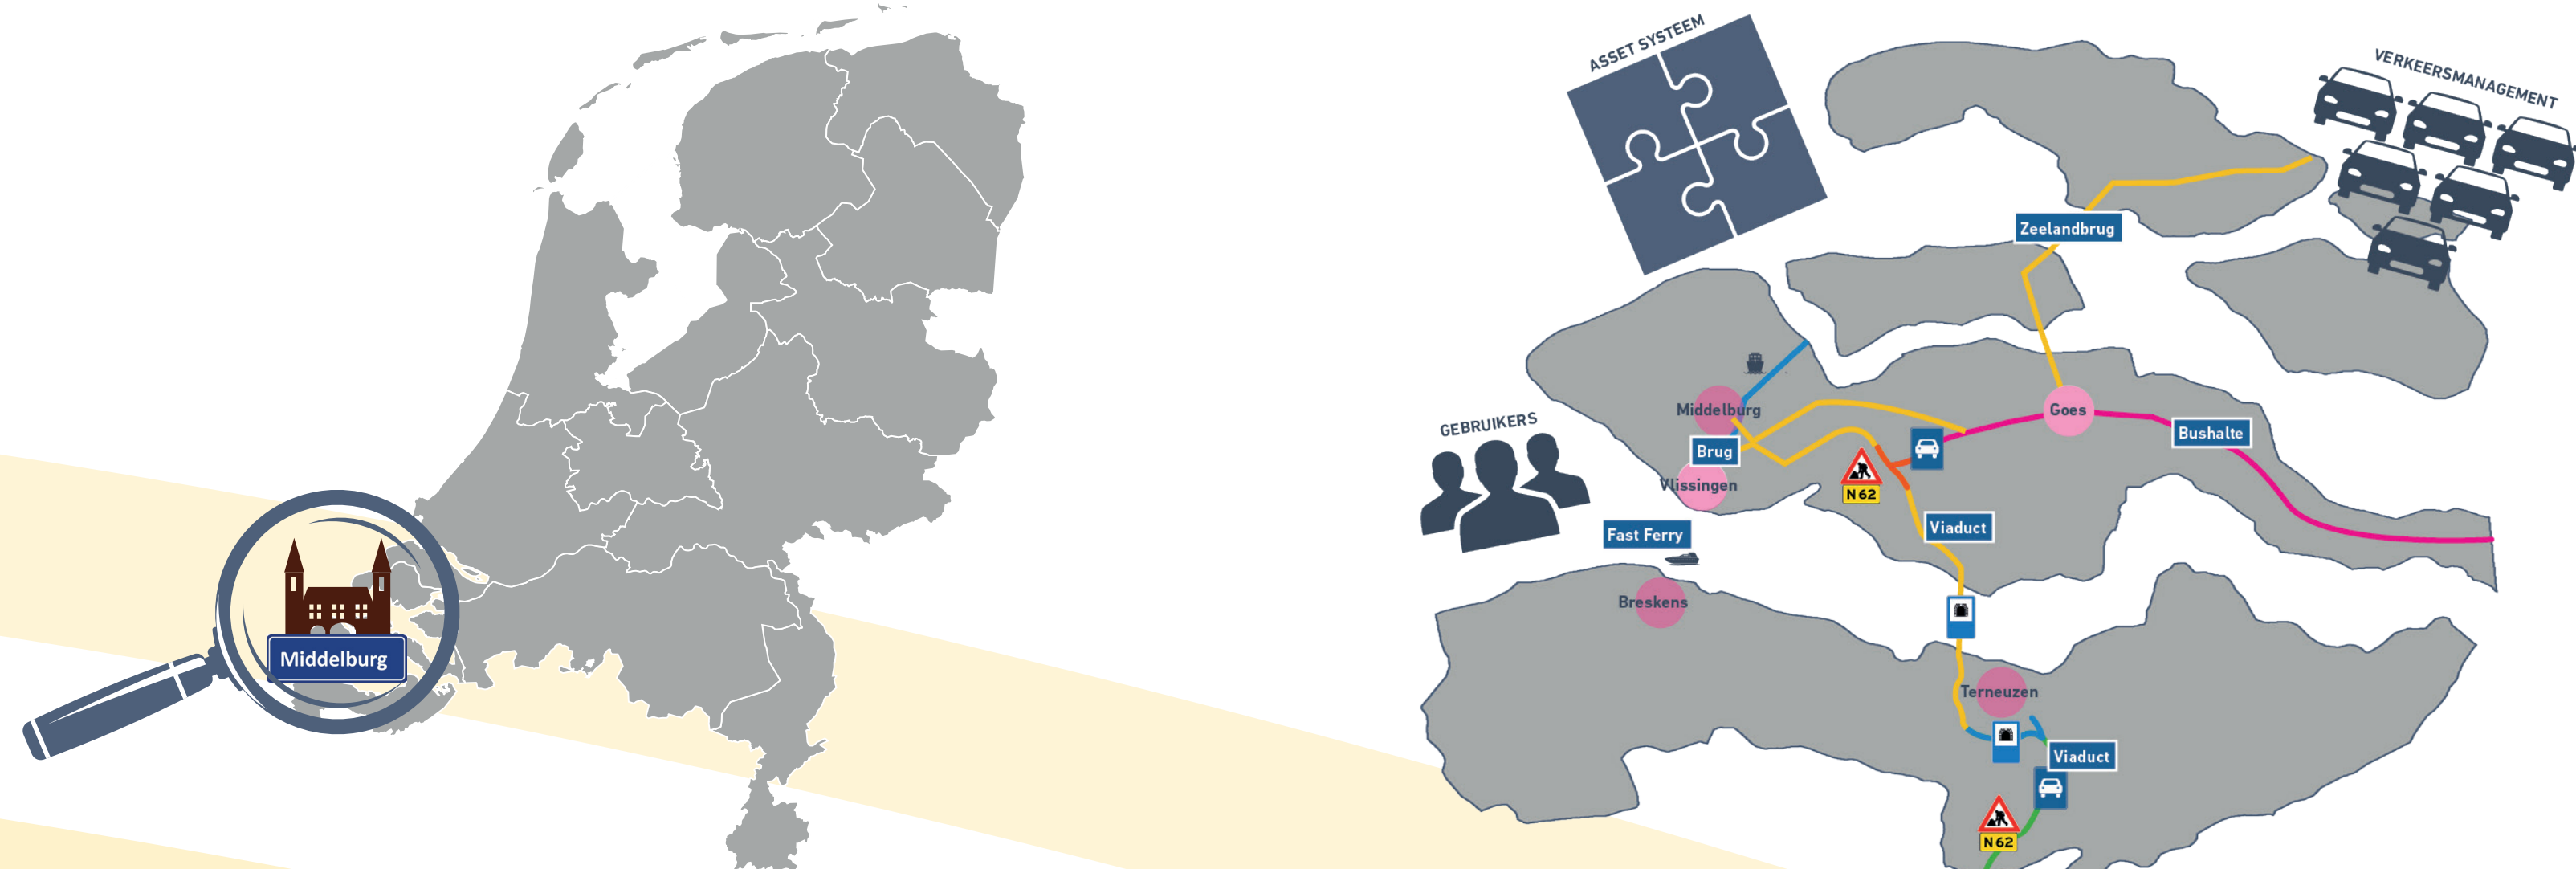 ASSET SYSTEEM
VERKEERSMANAGEMENT
Zeelandbrug
Middelburg
Goes
GEBRUIKERS
Brug
Bushalte
Vlissingen
N62
Fast Ferry
Viaduct
Breskens
Middelburg
Terneuzen
Viaduct
N62